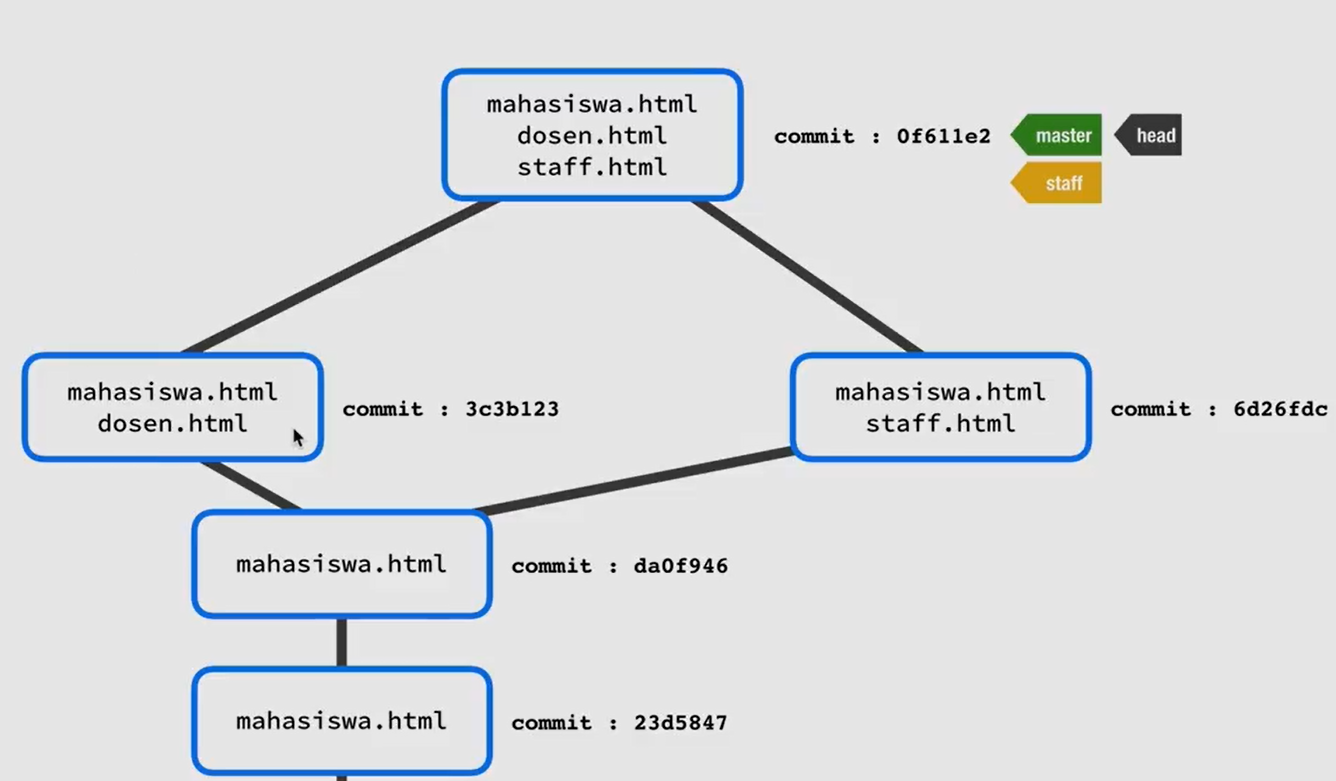 mahasiswa.html
dosen.html
staff.html
commit : 0f611e2
master
head
staff
mahasiswa.html
dosen.html
commit : 3c3b123
mahasiswa.html
staff.html
commit : 6d26fdc
mahasiswa.html
commit : da0f946
mahasiswa.html
commit : 23d5847